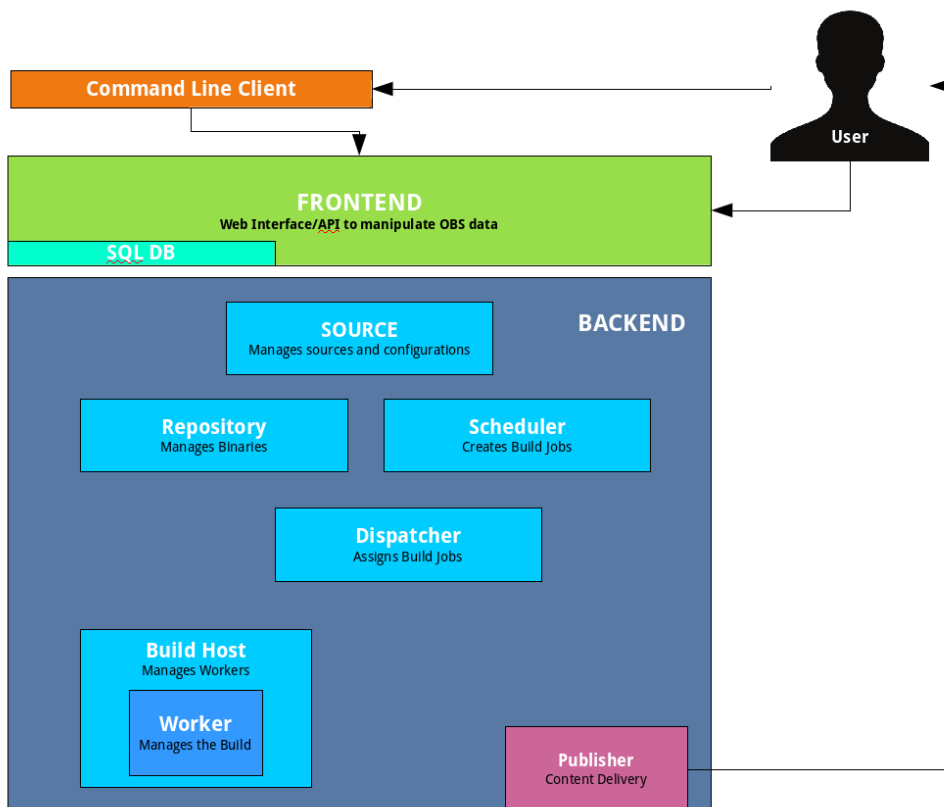 Command Line Client
User
FRONTEND
Web Interface/API to manipulate OBS data
SQL DB
BACKEND
SOURCE
Manages sources and configurations
Repository
Manages Binaries
Scheduler
Creates Build Jobs
Dispatcher
Assigns Build Jobs
Build Host
Manages Workers
Worker
Manages the Build
Publisher
Content Delivery